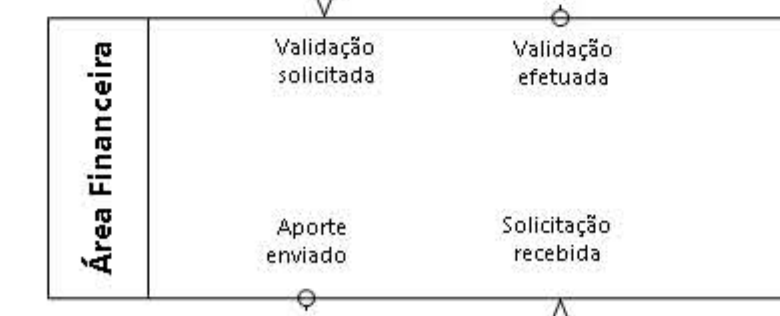 Área Financeira
Validação
solicitada
Validação
efetuada
Aporte
enviado
Solicitação
recebida